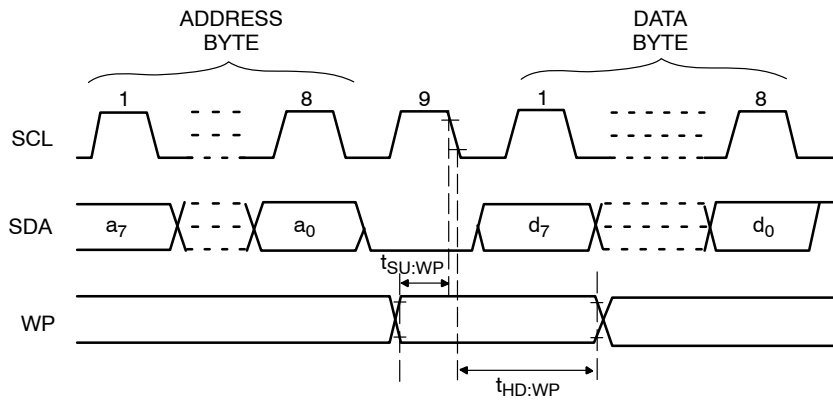 ADDRESS
BYTE
DATA
BYTE
1
8
9
1
8
SCL
SDA
a7
a0
d7
d0
tSU:WP
WP
tHD:WP